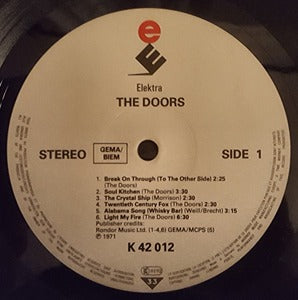 e
Elektra
THE DOORS
STEREO GEMA/BIEM SIDE 1
1. Break On Through (To The Other Side) 2:25
(The Doors)
2. Soul Kitchen (The Doors) 3:30
3. The Crystal Ship (Morrison) 2:30
4. Twentieth Century Fox (The Doors) 2:30
5. Alabama Song (Whisky Bar) (Weill/Brecht) 3:15
6. Light My Fire (The Doors) 6:30
Publisher credits:
Rondor Music Ltd. (1-4,6) GEMA/MCPS (5)
℗ 1971
K 42 012
33